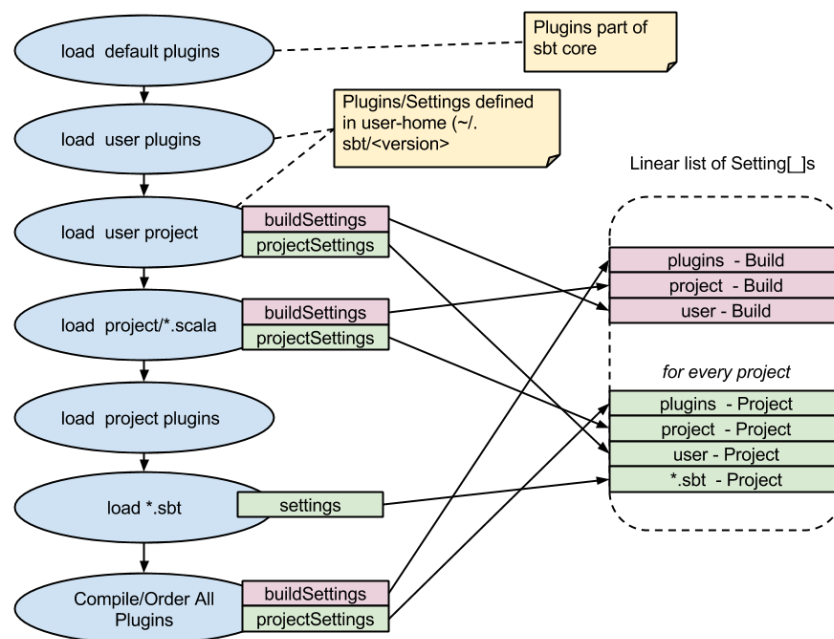 load default plugins
Plugins part of
sbt core
load user plugins
Plugins/Settings defined
in user-home (~/.
sbt/<version>
Linear list of Setting[_]s
load user project
buildSettings
projectSettings
plugins - Build
project - Build
user - Build
load project/*.scala
buildSettings
projectSettings
for every project
plugins - Project
project - Project
user - Project
*.sbt - Project
load project plugins
load *.sbt
settings
Compile/Order All
Plugins
buildSettings
projectSettings